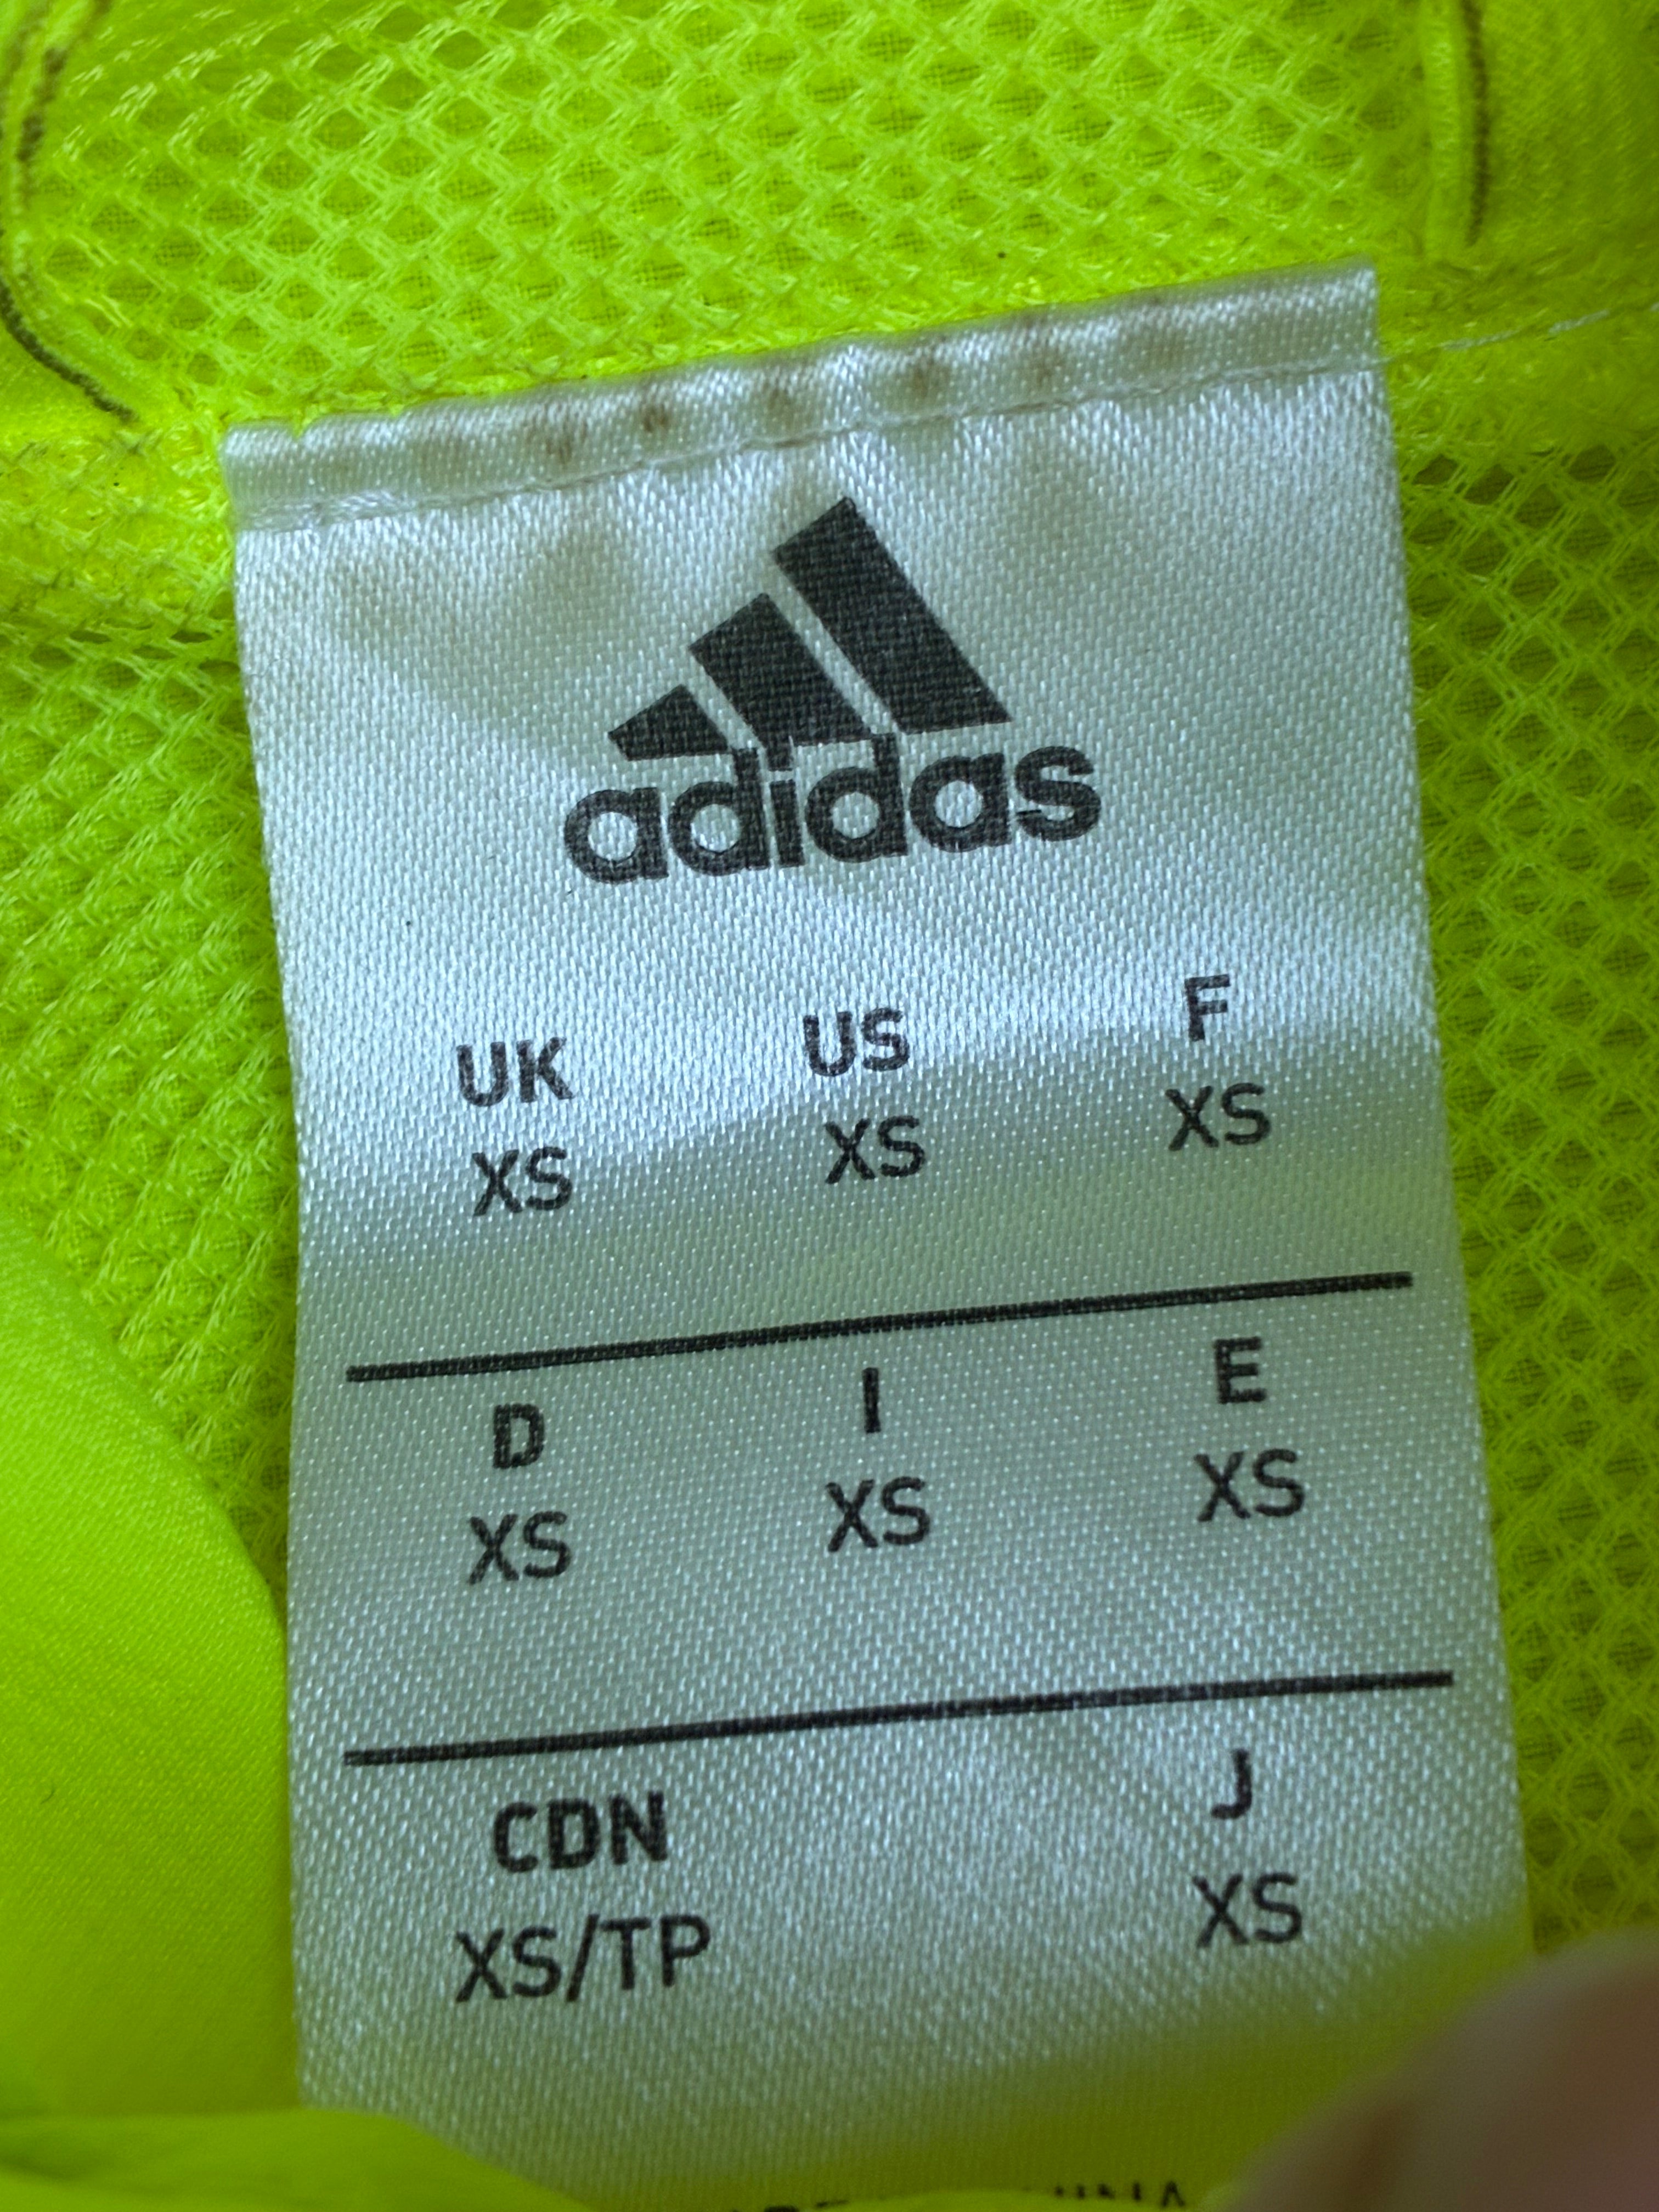 adidas
UK US F
XS XS XS
D I E
XS XS XS
CDN J
XS/TP XS